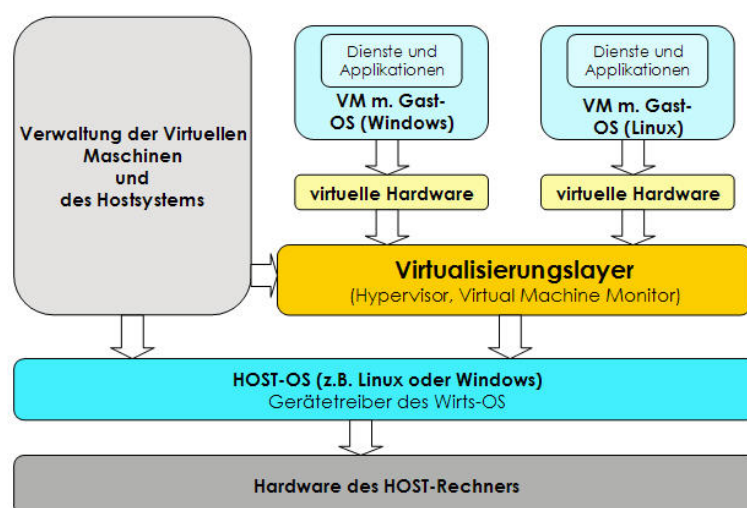 Verwaltung der Virtuellen
Maschinen
und
des Hostsystems
Dienste und
Applikationen
VM m. Gast-
OS (Windows)
virtuelle Hardware
Dienste und
Applikationen
VM m. Gast-
OS (Linux)
virtuelle Hardware
Virtualisierungslayer
(Hypervisor, Virtual Machine Monitor)
HOST-OS (z.B. Linux oder Windows)
Gerätetreiber des Wirts-OS
Hardware des HOST-Rechners